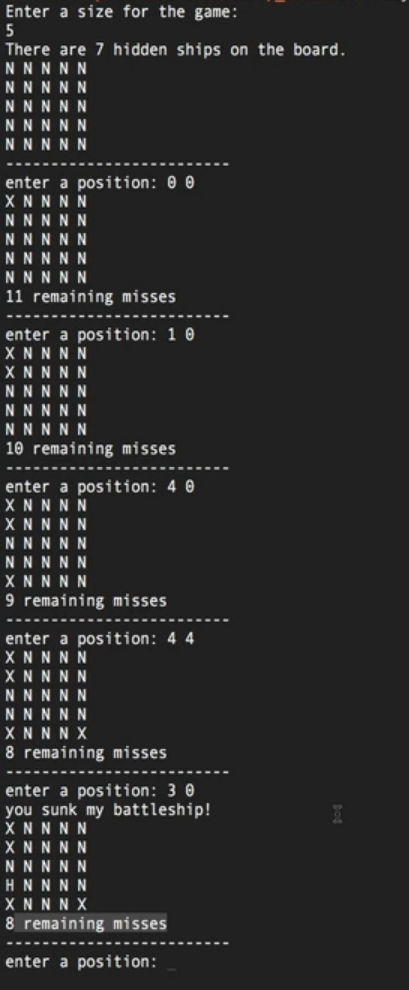 Enter a size for the game:
5
There are 7 hidden ships on the board.
N N N N N
N N N N N
N N N N N
N N N N N
N N N N N
-------------------------
enter a position: 0 0
X N N N N
N N N N N
N N N N N
N N N N N
N N N N N
11 remaining misses
-------------------------
enter a position: 1 0
X N N N N
X N N N N
N N N N N
N N N N N
N N N N N
10 remaining misses
-------------------------
enter a position: 4 0
X N N N N
X N N N N
N N N N N
N N N N N
X N N N N
9 remaining misses
-------------------------
enter a position: 4 4
X N N N N
X N N N N
N N N N N
N N N N N
X N N N X
8 remaining misses
-------------------------
enter a position: 3 0
you sunk my battleship!
X N N N N
X N N N N
N N N N N
H N N N N
X N N N X
8 remaining misses
-------------------------
enter a position: _